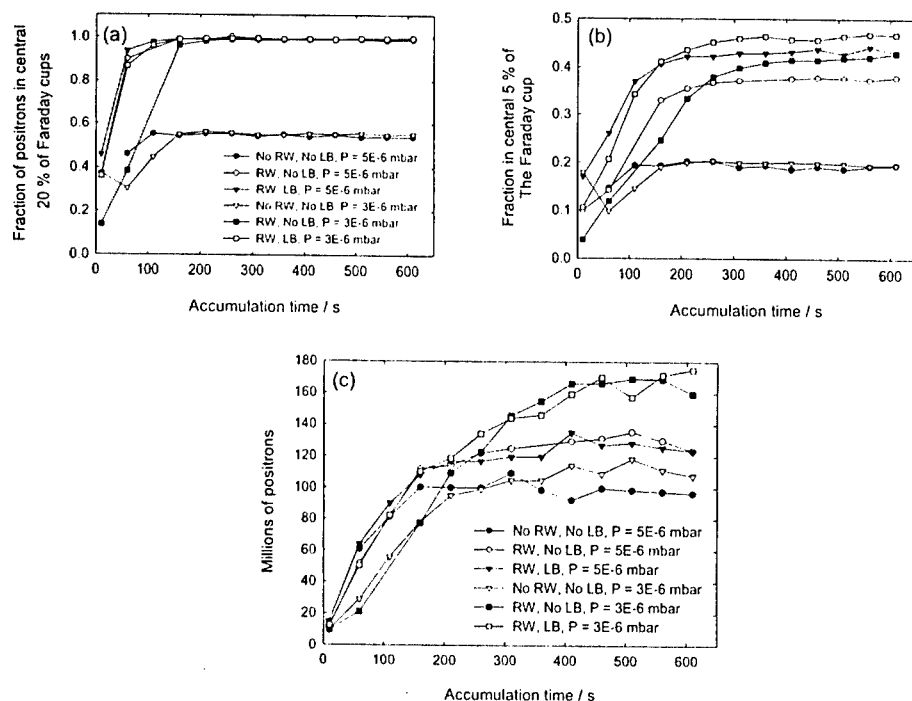 (a)
Fraction of positrons in central
20 % of Faraday cups
1.0
0.8
0.6
0.4
0.2
0.0
No RW, No LB, P = 5E-6 mbar
RW, No LB, P = 5E-6 mbar
RW, LB, P = 5E-6 mbar
No RW, No LB, P = 3E-6 mbar
RW, No LB, P = 3E-6 mbar
RW, LB, P = 3E-6 mbar
0 100 200 300 400 500 600
Accumulation time / s
(b)
Fraction in central 5 % of
The Faraday cup
0.5
0.4
0.3
0.2
0.1
0.0
0 100 200 300 400 500 600
Accumulation time / s
(c)
Millions of positrons
180
160
140
120
100
80
60
40
20
0
No RW, No LB, P = 5E-6 mbar
RW, No LB, P = 5E-6 mbar
RW, LB, P = 5E-6 mbar
No RW, No LB, P = 3E-6 mbar
RW, No LB, P = 3E-6 mbar
RW, LB, P = 3E-6 mbar
0 100 200 300 400 500 600
Accumulation time / s